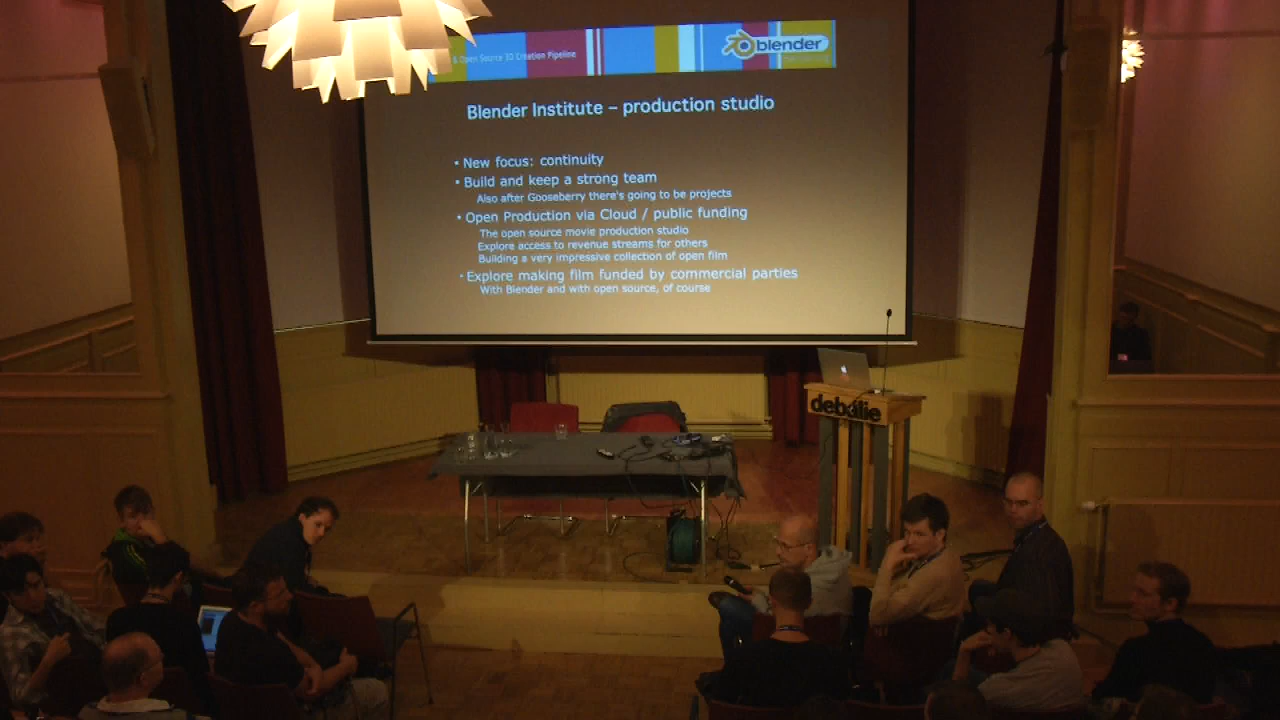 & Open Source 3D Creation Pipeline
blender
Blender Institute – production studio
• New focus: continuity
• Build and keep a strong team
Also after Gooseberry there's going to be projects
• Open Production via Cloud / public funding
The open source movie production studio
Explore access to revenue streams for others
Building a very impressive collection of open film
• Explore making film funded by commercial parties
With Blender and with open source, of course
debalie